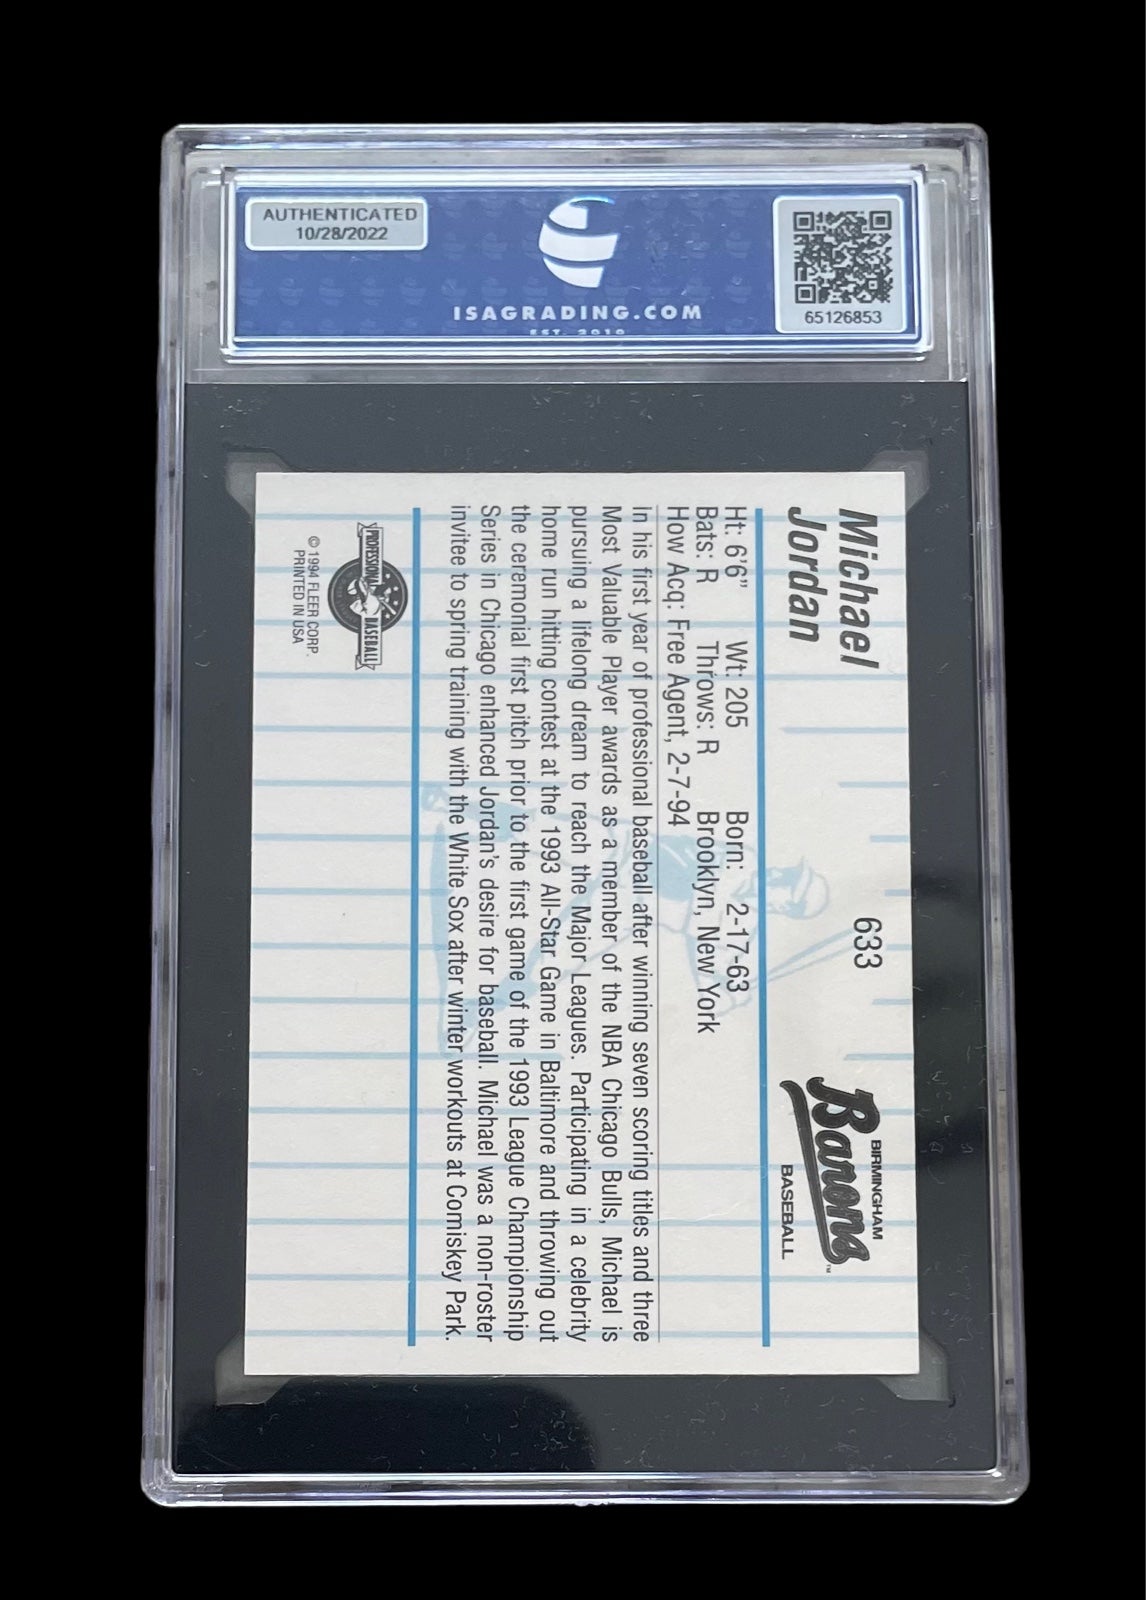 AUTHENTICATED
10/28/2022
ISAGRADING.COM
EST. 2010
65126853
Michael
Jordan
633
BIRMINGHAM
Barons™
BASEBALL
Ht: 6'6" Wt: 205 Born: 2-17-63
Bats: R Throws: R Brooklyn, New York
How Acq: Free Agent, 2-7-94
In his first year of professional baseball after winning seven scoring titles and three
Most Valuable Player awards as a member of the NBA Chicago Bulls, Michael is
pursuing a lifelong dream to reach the Major Leagues. Participating in a celebrity
home run hitting contest at the 1993 All-Star Game in Baltimore and throwing out
the ceremonial first pitch prior to the first game of the 1993 League Championship
Series in Chicago enhanced Jordan's desire for baseball. Michael was a non-roster
invitee to spring training with the White Sox after winter workouts at Comiskey Park.
PROFESSIONAL BASEBALL
© 1994 FLEER CORP.
PRINTED IN USA